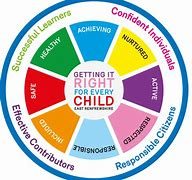 Successful Learners
Confident Individuals
Effective Contributors
Responsible Citizens
ACHIEVING
NURTURED
ACTIVE
RESPECTED
RESPONSIBLE
INCLUDED
SAFE
HEALTHY
GETTING IT
RIGHT
FOR EVERY
CHILD
EAST RENFREWSHIRE